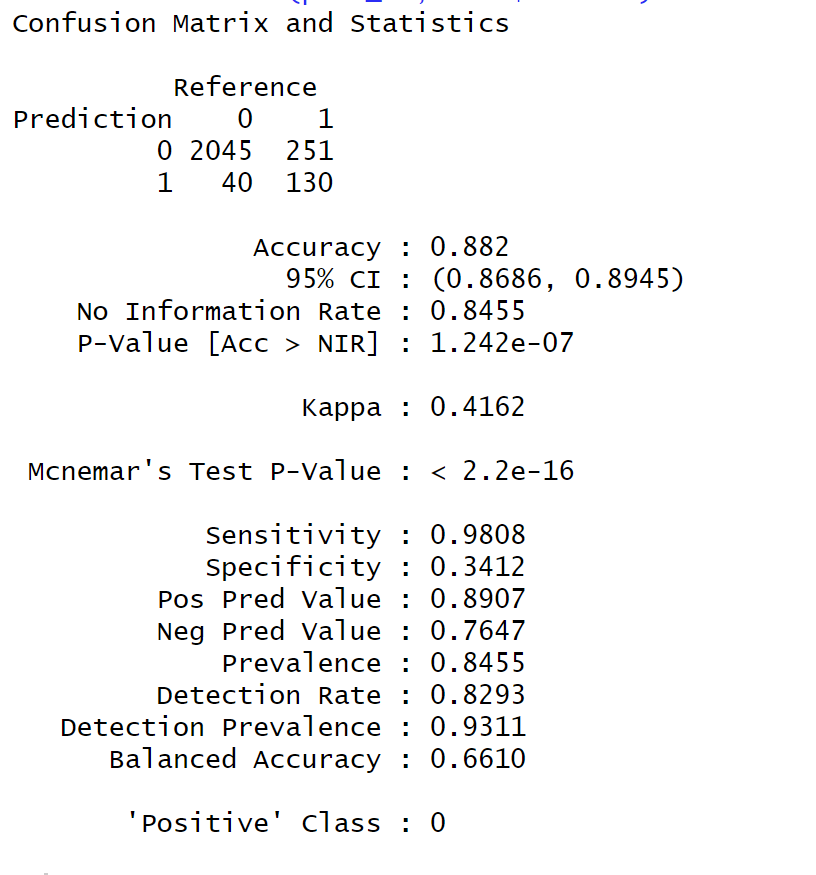 Confusion Matrix and Statistics
Reference
Prediction 0 1
0 2045 251
1 40 130
Accuracy : 0.882
95% CI : (0.8686, 0.8945)
No Information Rate : 0.8455
P-Value [Acc > NIR] : 1.242e-07
Kappa : 0.4162
Mcnemar's Test P-Value : < 2.2e-16
Sensitivity : 0.9808
Specificity : 0.3412
Pos Pred Value : 0.8907
Neg Pred Value : 0.7647
Prevalence : 0.8455
Detection Rate : 0.8293
Detection Prevalence : 0.9311
Balanced Accuracy : 0.6610
'Positive' Class : 0